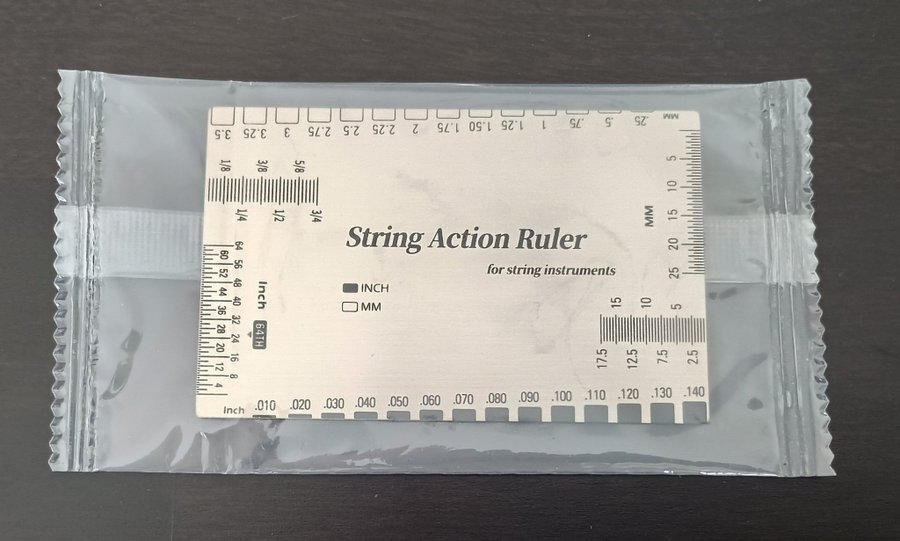 3.5 3.25 3 2.75 2.5 2.25 2 1.75 1.50 1.25 1 .75 .5 .25 MM
1/8 3/8 5/8
1/4 1/2 3/4
5 10 15 20 25
MM
String Action Ruler
for string instruments
INCH
MM
64 56 48 40 32 24 16 8
60 52 44 36 28 20 12 4
Inch
64TH
15 10 5
17.5 12.5 7.5 2.5
Inch .010 .020 .030 .040 .050 .060 .070 .080 .090 .100 .110 .120 .130 .140